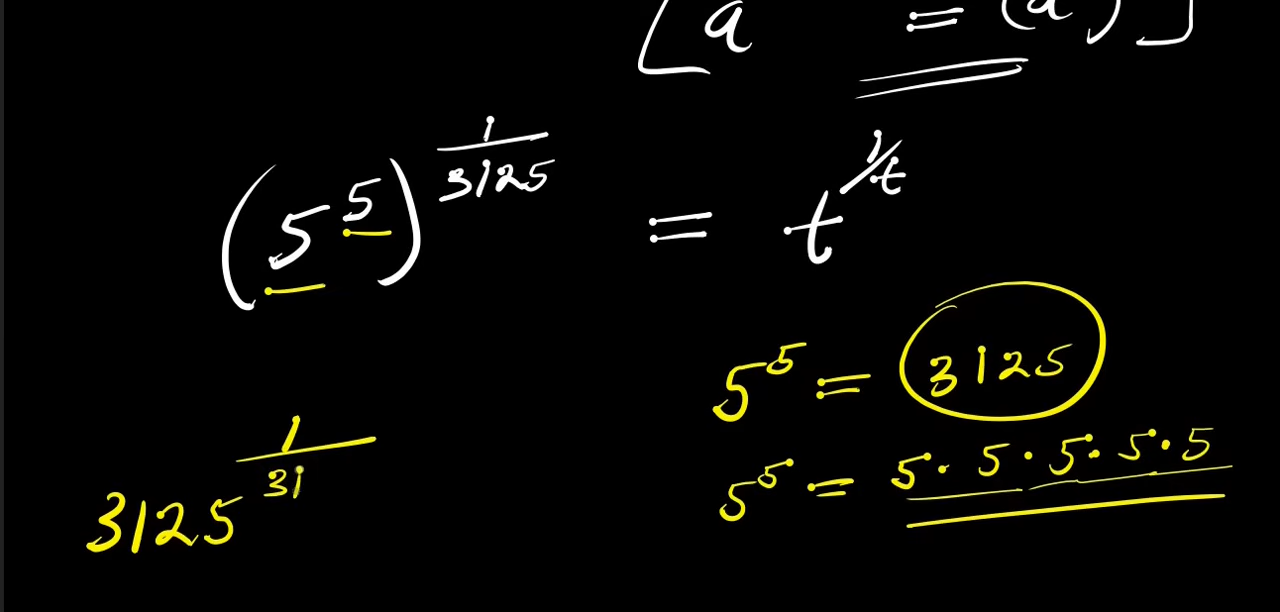 [a = (a)]
(5^5)^(1/3125) = t^(1/t)
5^5 = 3125
3125^(1/31
5^5 = 5·5·5·5·5